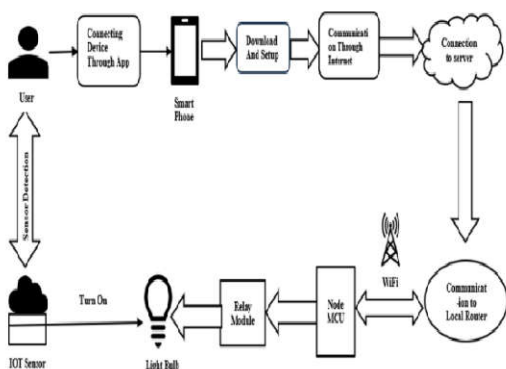 Connecting
Device
Through App
Download
And Setup
Communicati
on Through
Internet
Connection
to server
User
Smart
Phone
Sensor Detection
WiFi
Communicat
-ion to
Local Router
Turn On
Relay
Module
Node
MCU
IOT Sensor
Light Bulb